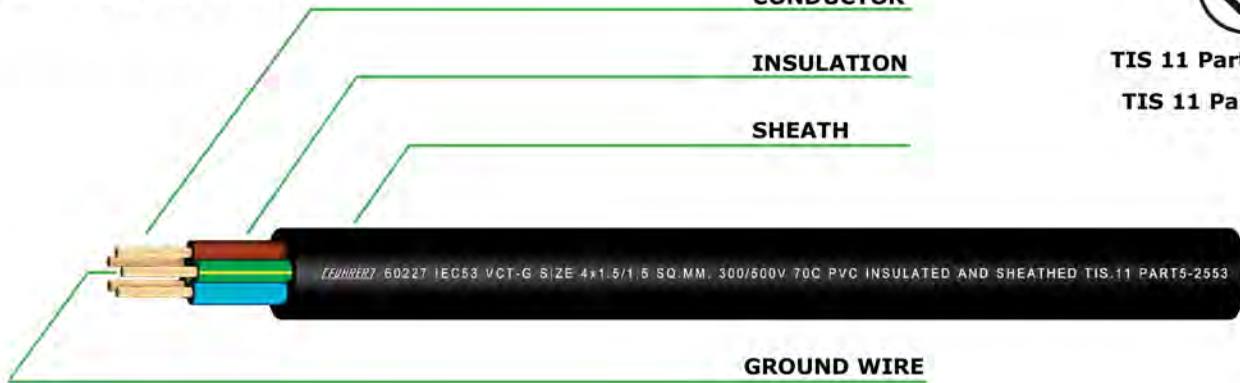 CONDUCTOR
INSULATION
TIS 11 Part
TIS 11 Pa
SHEATH
FUHRER 60227 IEC53 VCT-G SIZE 4x1.5/1.5 SQ.MM. 300/500V 70C PVC INSULATED AND SHEATHED TIS.11 PART5-2553
GROUND WIRE